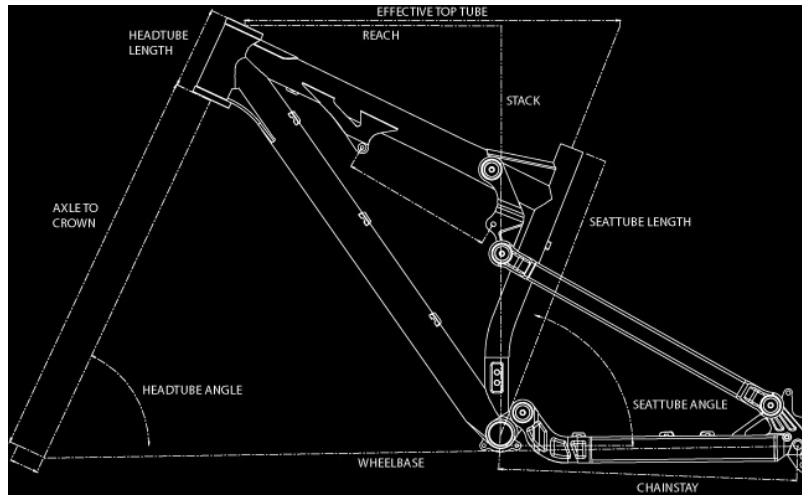 EFFECTIVE TOP TUBE
HEADTUBE
LENGTH
REACH
STACK
AXLE TO
CROWN
SEATTUBE LENGTH
HEADTUBE ANGLE
SEATTUBE ANGLE
WHEELBASE
CHAINSTAY